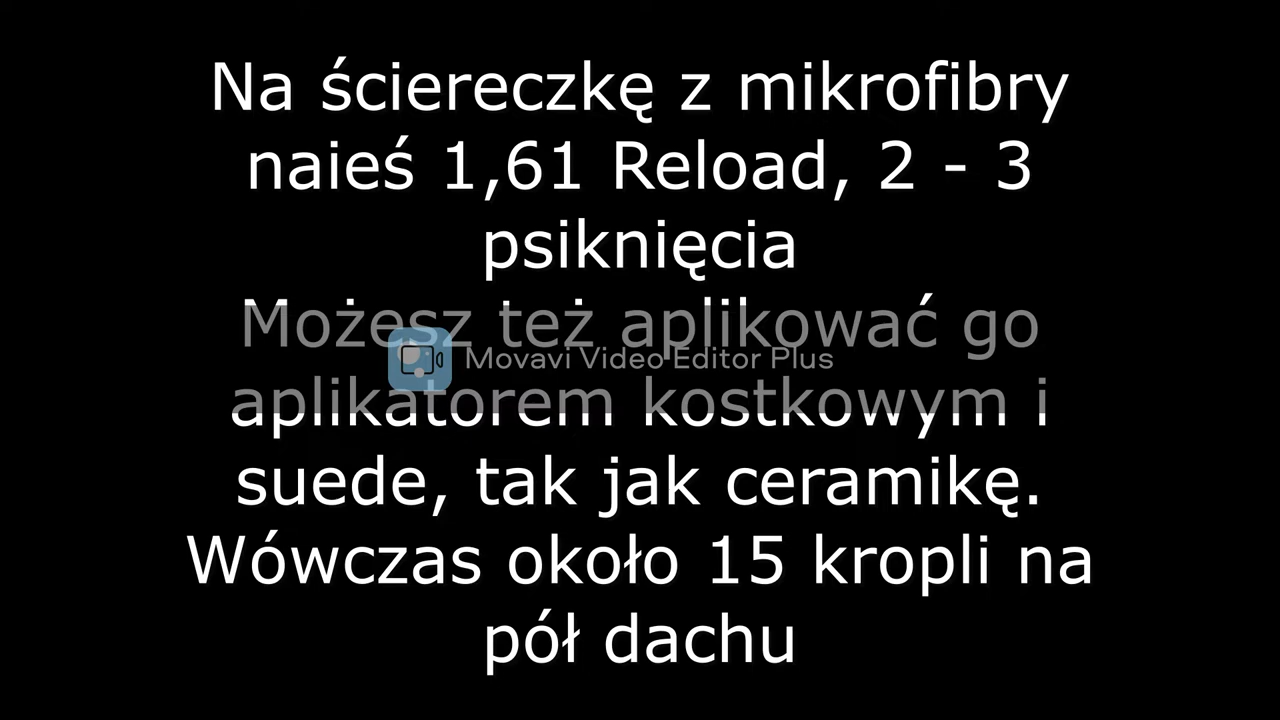 Na ściereczkę z mikrofibry
naieś 1,61 Reload, 2 - 3
psiknięcia
Możesz też aplikować go
Movavi Video Editor Plus
aplikatorem kostkowym i
suede, tak jak ceramikę.
Wówczas około 15 kropli na
pół dachu